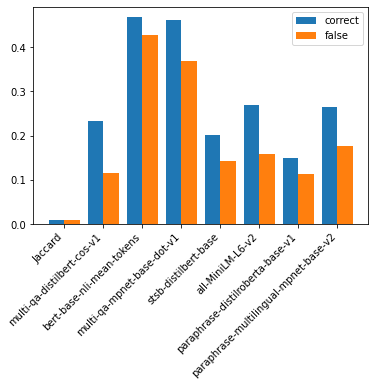 correct
false
0.4
0.3
0.2
0.1
0.0
Jaccard
multi-qa-distilbert-cos-v1
bert-base-nli-mean-tokens
multi-qa-mpnet-base-dot-v1
stsb-distilbert-base
all-MiniLM-L6-v2
paraphrase-distilroberta-base-v1
paraphrase-multilingual-mpnet-base-v2